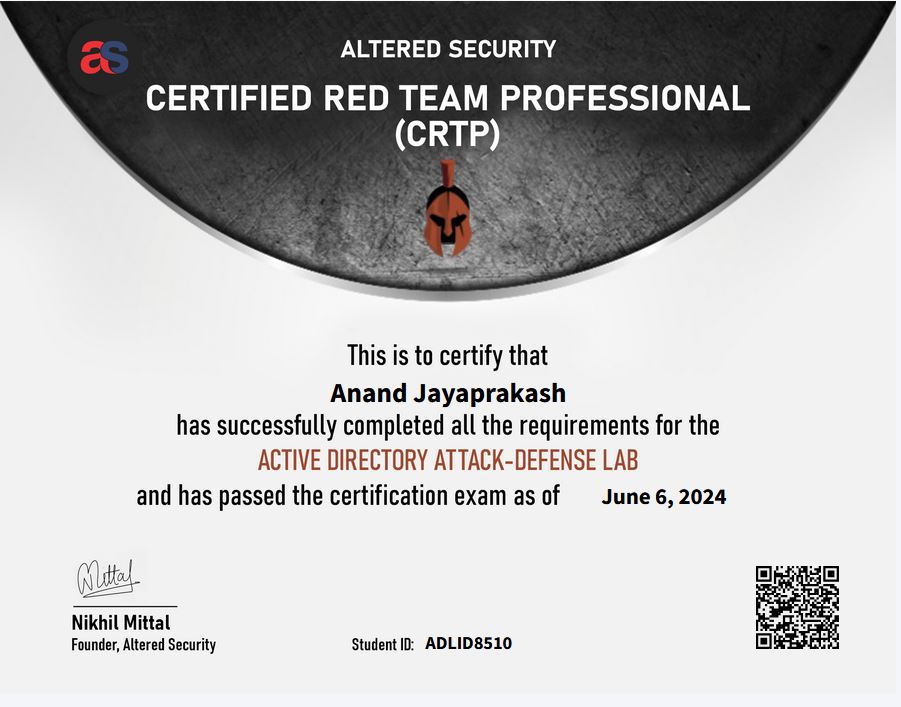 as
ALTERED SECURITY
CERTIFIED RED TEAM PROFESSIONAL
(CRTP)
This is to certify that
Anand Jayaprakash
has successfully completed all the requirements for the
ACTIVE DIRECTORY ATTACK-DEFENSE LAB
and has passed the certification exam as of June 6, 2024
Mittal
Nikhil Mittal
Founder, Altered Security
Student ID: ADLID8510